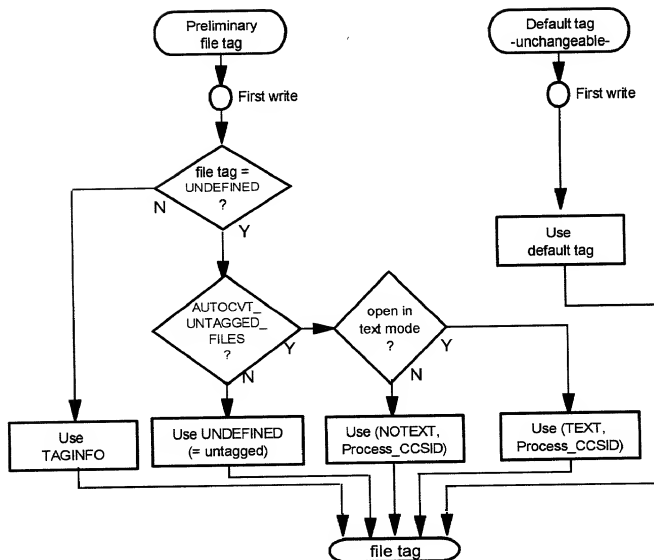 Preliminary
file tag
First write
file tag =
UNDEFINED
?
N
Y
AUTOCVT_
UNTAGGED_
FILES
?
Y
N
open in
text mode
?
Y
N
Use
TAGINFO
Use UNDEFINED
(= untagged)
Use (NOTEXT,
Process_CCSID)
Use (TEXT,
Process_CCSID)
Default tag
-unchangeable-
First write
Use
default tag
file tag